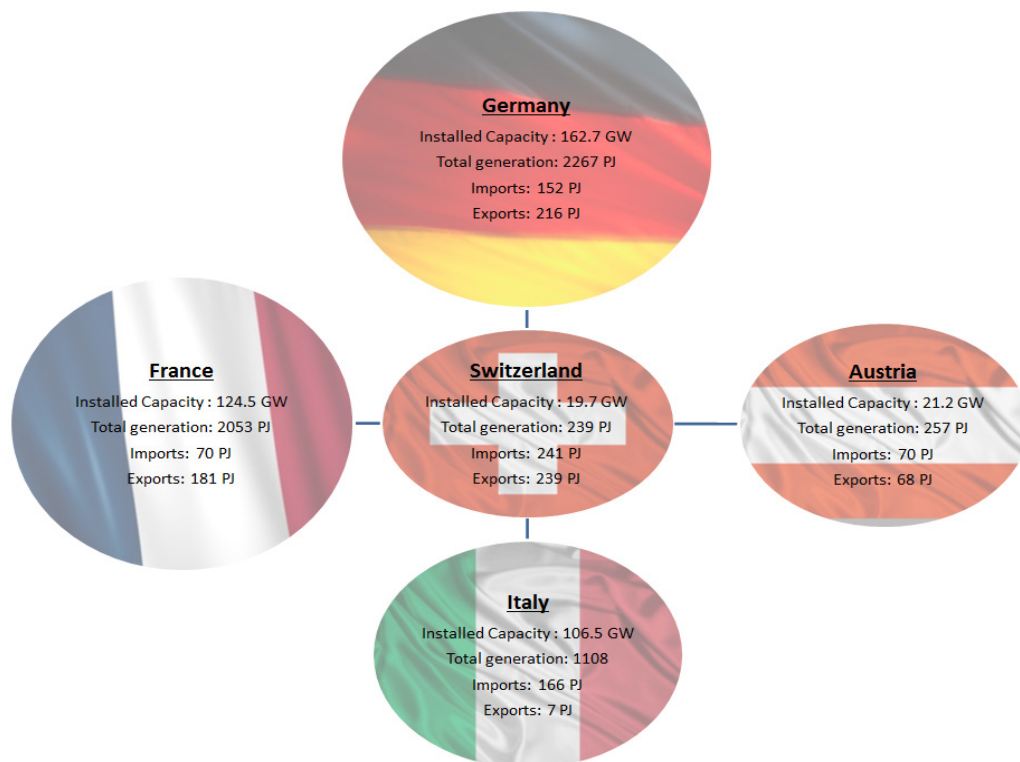 Germany
Installed Capacity : 162.7 GW
Total generation: 2267 PJ
Imports: 152 PJ
Exports: 216 PJ
France
Installed Capacity : 124.5 GW
Total generation: 2053 PJ
Imports: 70 PJ
Exports: 181 PJ
Switzerland
Installed Capacity : 19.7 GW
Total generation: 239 PJ
Imports: 241 PJ
Exports: 239 PJ
Austria
Installed Capacity : 21.2 GW
Total generation: 257 PJ
Imports: 70 PJ
Exports: 68 PJ
Italy
Installed Capacity : 106.5 GW
Total generation: 1108
Imports: 166 PJ
Exports: 7 PJ